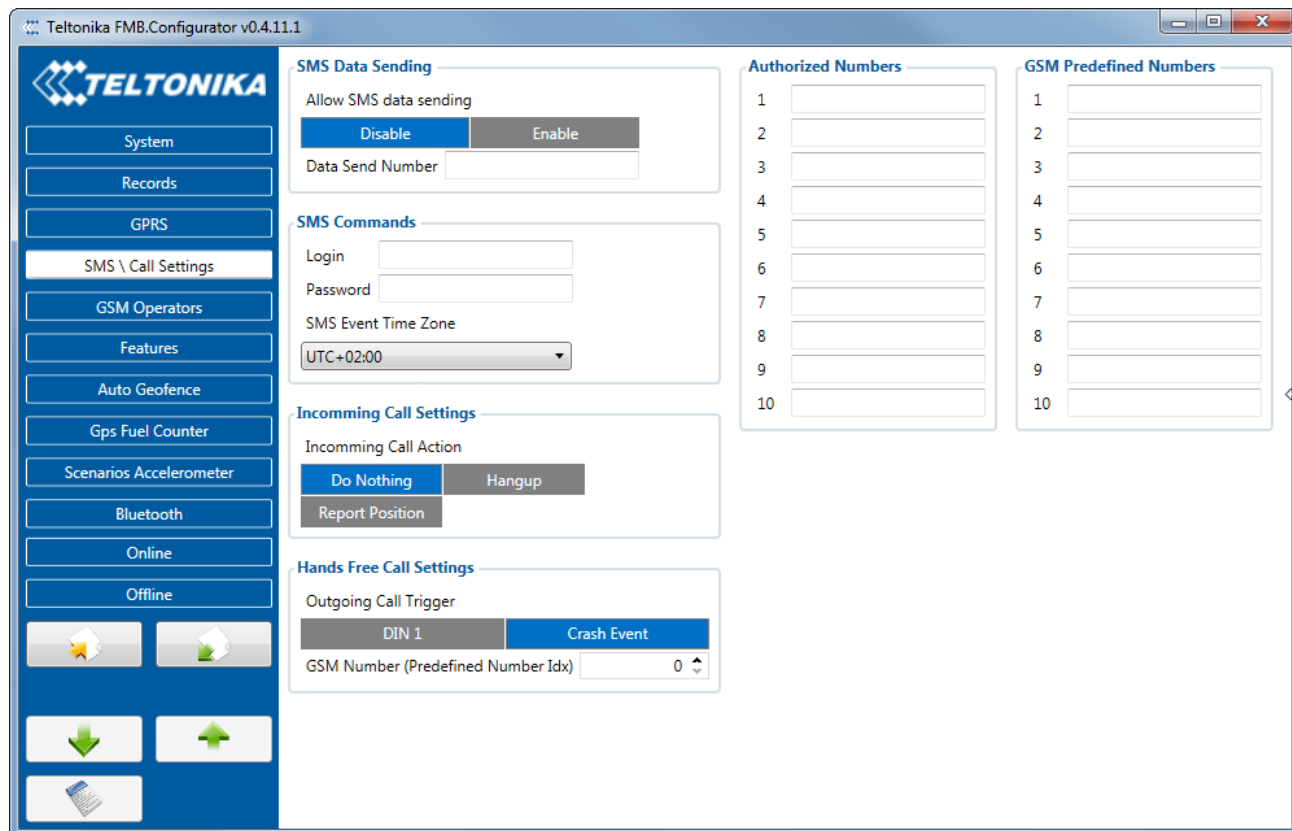 Teltonika FMB.Configurator v0.4.11.1
TELTONIKA
System
Records
GPRS
SMS \ Call Settings
GSM Operators
Features
Auto Geofence
Gps Fuel Counter
Scenarios Accelerometer
Bluetooth
Online
Offline
SMS Data Sending
Allow SMS data sending
Disable Enable
Data Send Number
SMS Commands
Login
Password
SMS Event Time Zone
UTC+02:00
Incomming Call Settings
Incomming Call Action
Do Nothing Hangup
Report Position
Hands Free Call Settings
Outgoing Call Trigger
DIN 1 Crash Event
GSM Number (Predefined Number Idx) 0
Authorized Numbers
1
2
3
4
5
6
7
8
9
10
GSM Predefined Numbers
1
2
3
4
5
6
7
8
9
10